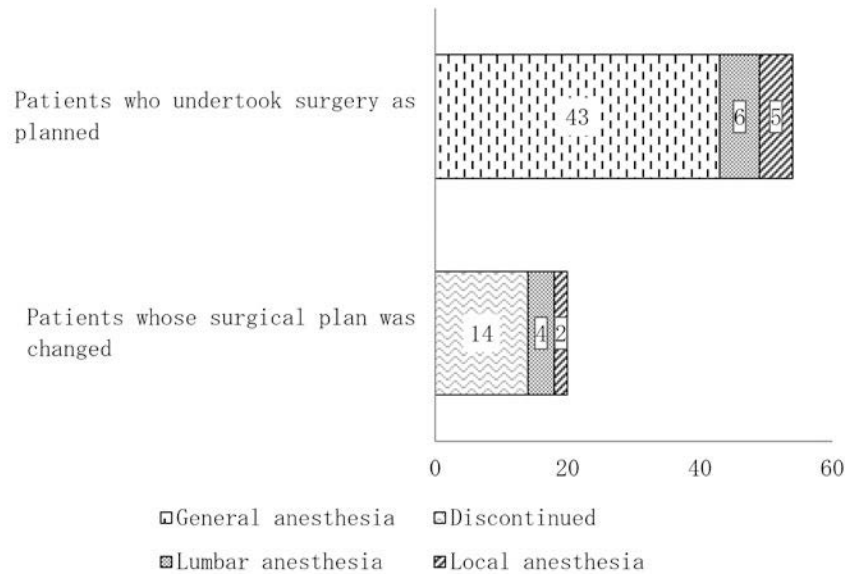 Patients who undertook surgery as
planned
43
6
5
Patients whose surgical plan was
changed
14
4
2
0 20 40 60
General anesthesia Discontinued
Lumbar anesthesia Local anesthesia